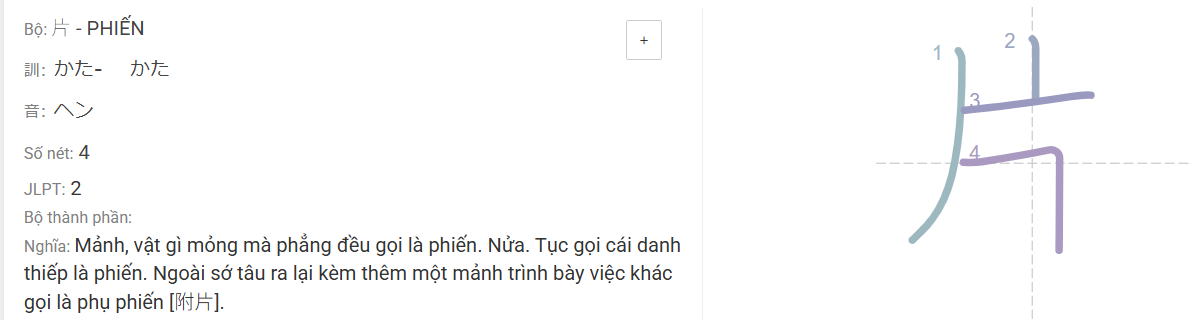 Bộ: 片 - PHIẾN
+
訓: かた- かた
音: ヘン
Số nét: 4
JLPT: 2
Bộ thành phần:
Nghĩa: Mảnh, vật gì mỏng mà phẳng đều gọi là phiến. Nửa. Tục gọi cái danh
thiếp là phiến. Ngoài sớ tâu ra lại kèm thêm một mảnh trình bày việc khác
gọi là phụ phiến [附片].
1
2
3
4
片